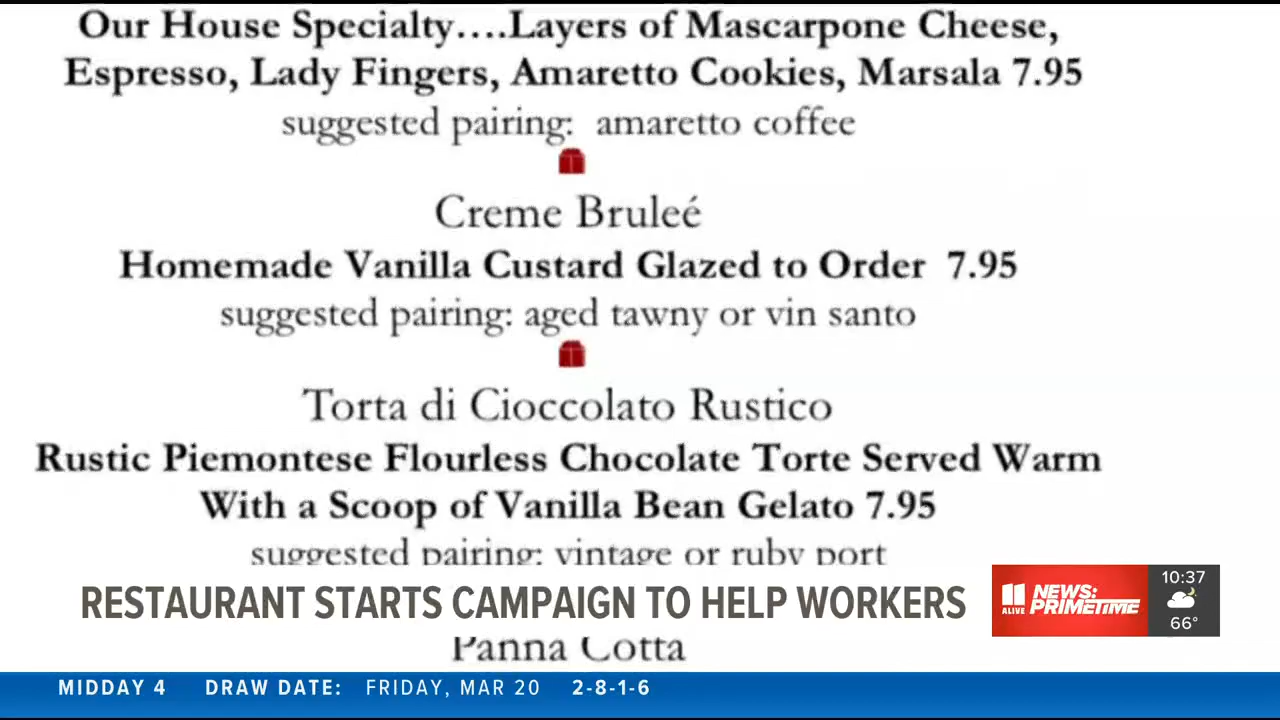 Our House Specialty….Layers of Mascarpone Cheese,
Espresso, Lady Fingers, Amaretto Cookies, Marsala 7.95
suggested pairing:  amaretto coffee
Creme Bruleé
Homemade Vanilla Custard Glazed to Order  7.95
suggested pairing: aged tawny or vin santo
Torta di Cioccolato Rustico
Rustic Piemontese Flourless Chocolate Torte Served Warm
With a Scoop of Vanilla Bean Gelato 7.95
suggested pairing: vintage or ruby port
RESTAURANT STARTS CAMPAIGN TO HELP WORKERS
11 ALIVE
NEWS:
PRIMETIME
10:37
66°
Panna Cotta
MIDDAY 4 DRAW DATE: FRIDAY, MAR 20 2-8-1-6